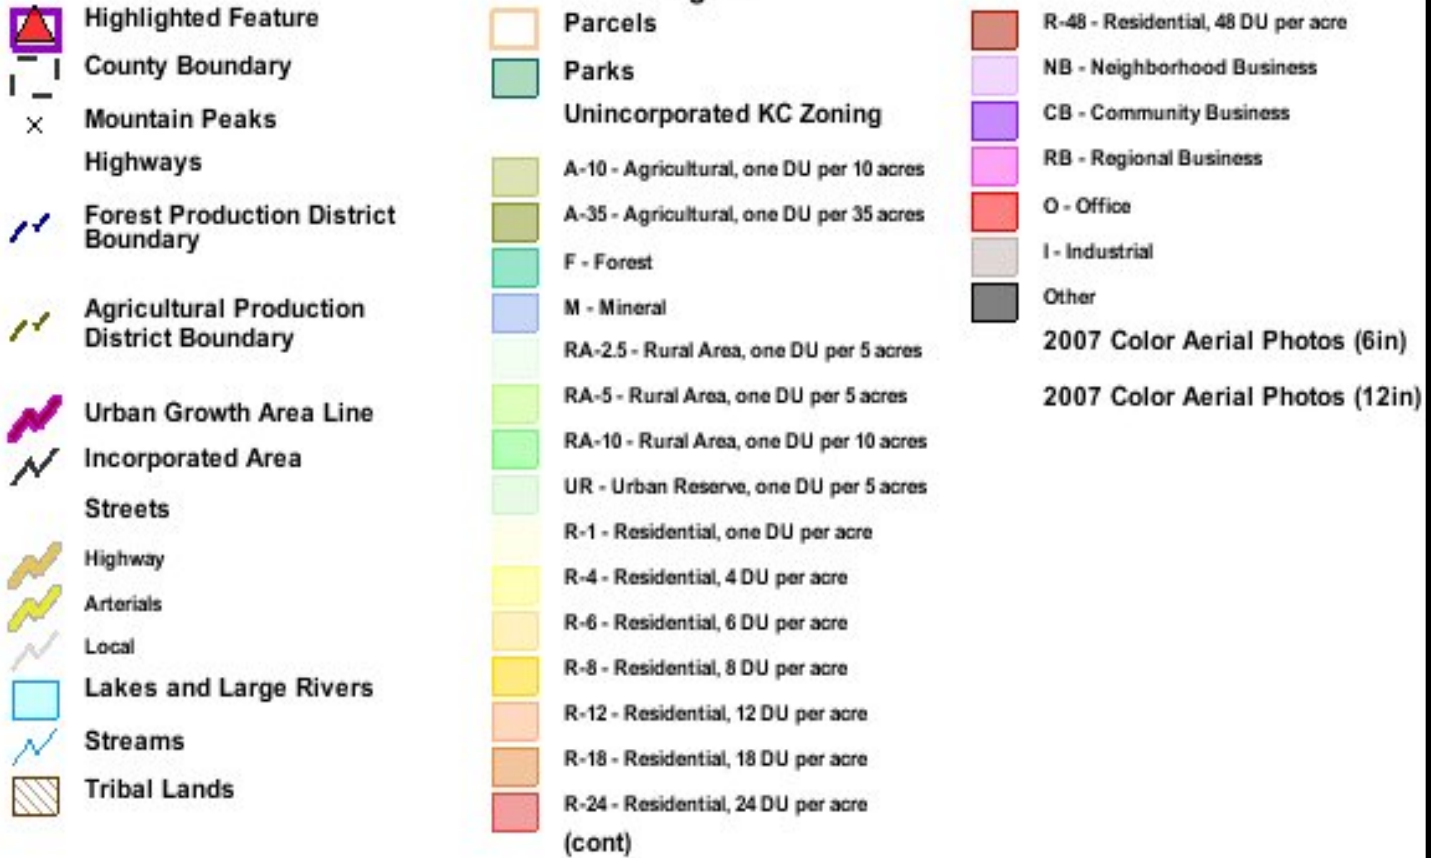 Highlighted Feature
County Boundary
Mountain Peaks
Highways
Forest Production District
Boundary
Agricultural Production
District Boundary
Urban Growth Area Line
Incorporated Area
Streets
Highway
Arterials
Local
Lakes and Large Rivers
Streams
Tribal Lands
Parcels
Parks
Unincorporated KC Zoning
A-10 - Agricultural, one DU per 10 acres
A-35 - Agricultural, one DU per 35 acres
F - Forest
M - Mineral
RA-2.5 - Rural Area, one DU per 5 acres
RA-5 - Rural Area, one DU per 5 acres
RA-10 - Rural Area, one DU per 10 acres
UR - Urban Reserve, one DU per 5 acres
R-1 - Residential, one DU per acre
R-4 - Residential, 4 DU per acre
R-6 - Residential, 6 DU per acre
R-8 - Residential, 8 DU per acre
R-12 - Residential, 12 DU per acre
R-18 - Residential, 18 DU per acre
R-24 - Residential, 24 DU per acre
(cont)
R-48 - Residential, 48 DU per acre
NB - Neighborhood Business
CB - Community Business
RB - Regional Business
O - Office
I - Industrial
Other
2007 Color Aerial Photos (6in)
2007 Color Aerial Photos (12in)